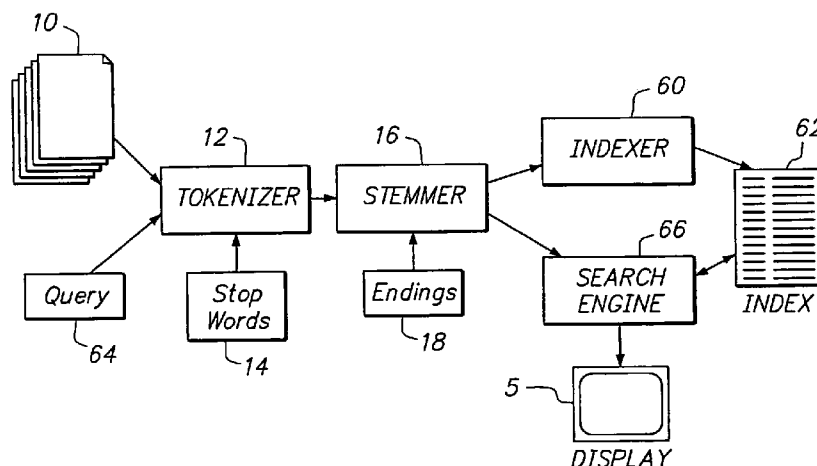 10
12
TOKENIZER
16
STEMMER
60
INDEXER
62
INDEX
Query
64
Stop
Words
14
Endings
18
66
SEARCH
ENGINE
5
DISPLAY